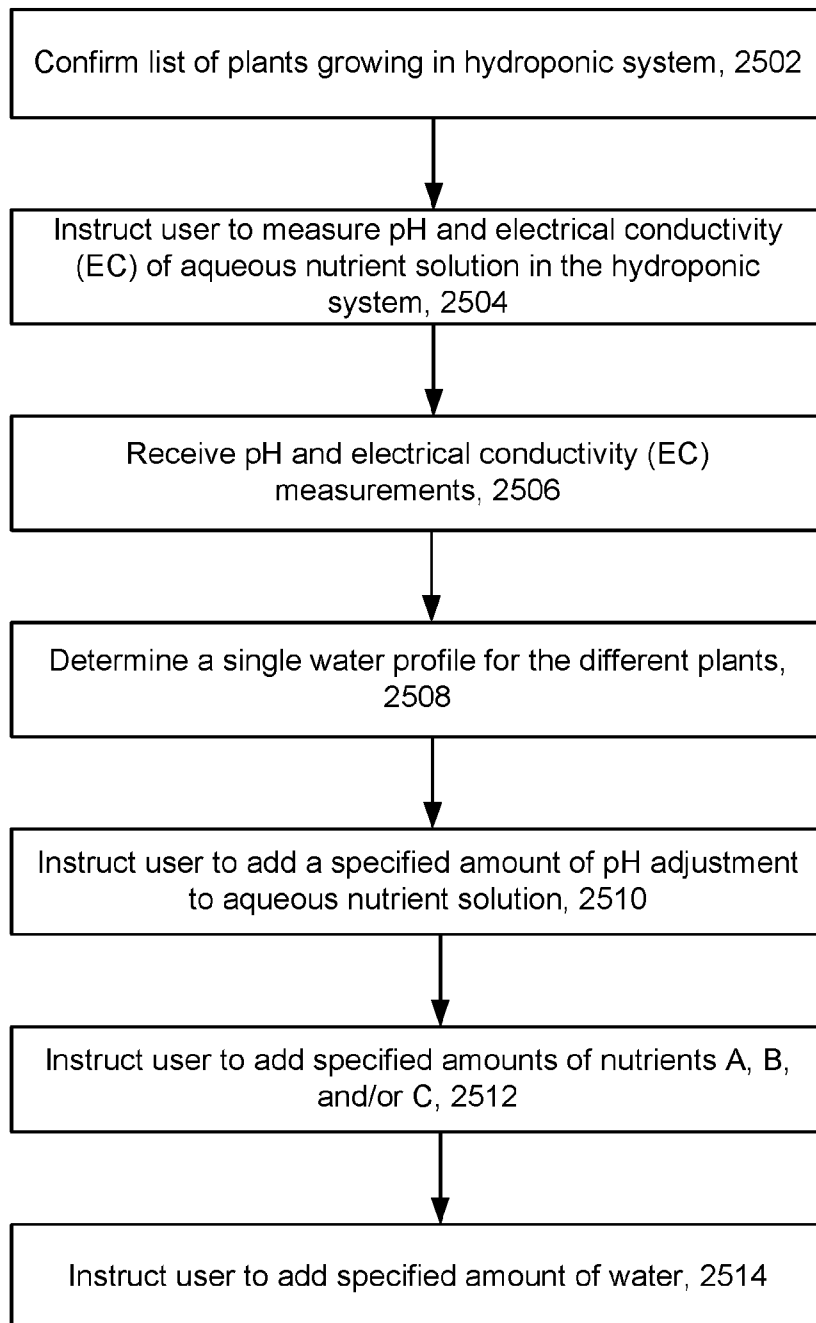 Confirm list of plants growing in hydroponic system, 2502
Instruct user to measure pH and electrical conductivity
(EC) of aqueous nutrient solution in the hydroponic
system, 2504
Receive pH and electrical conductivity (EC)
measurements, 2506
Determine a single water profile for the different plants,
2508
Instruct user to add a specified amount of pH adjustment
to aqueous nutrient solution, 2510
Instruct user to add specified amounts of nutrients A, B,
and/or C, 2512
Instruct user to add specified amount of water, 2514